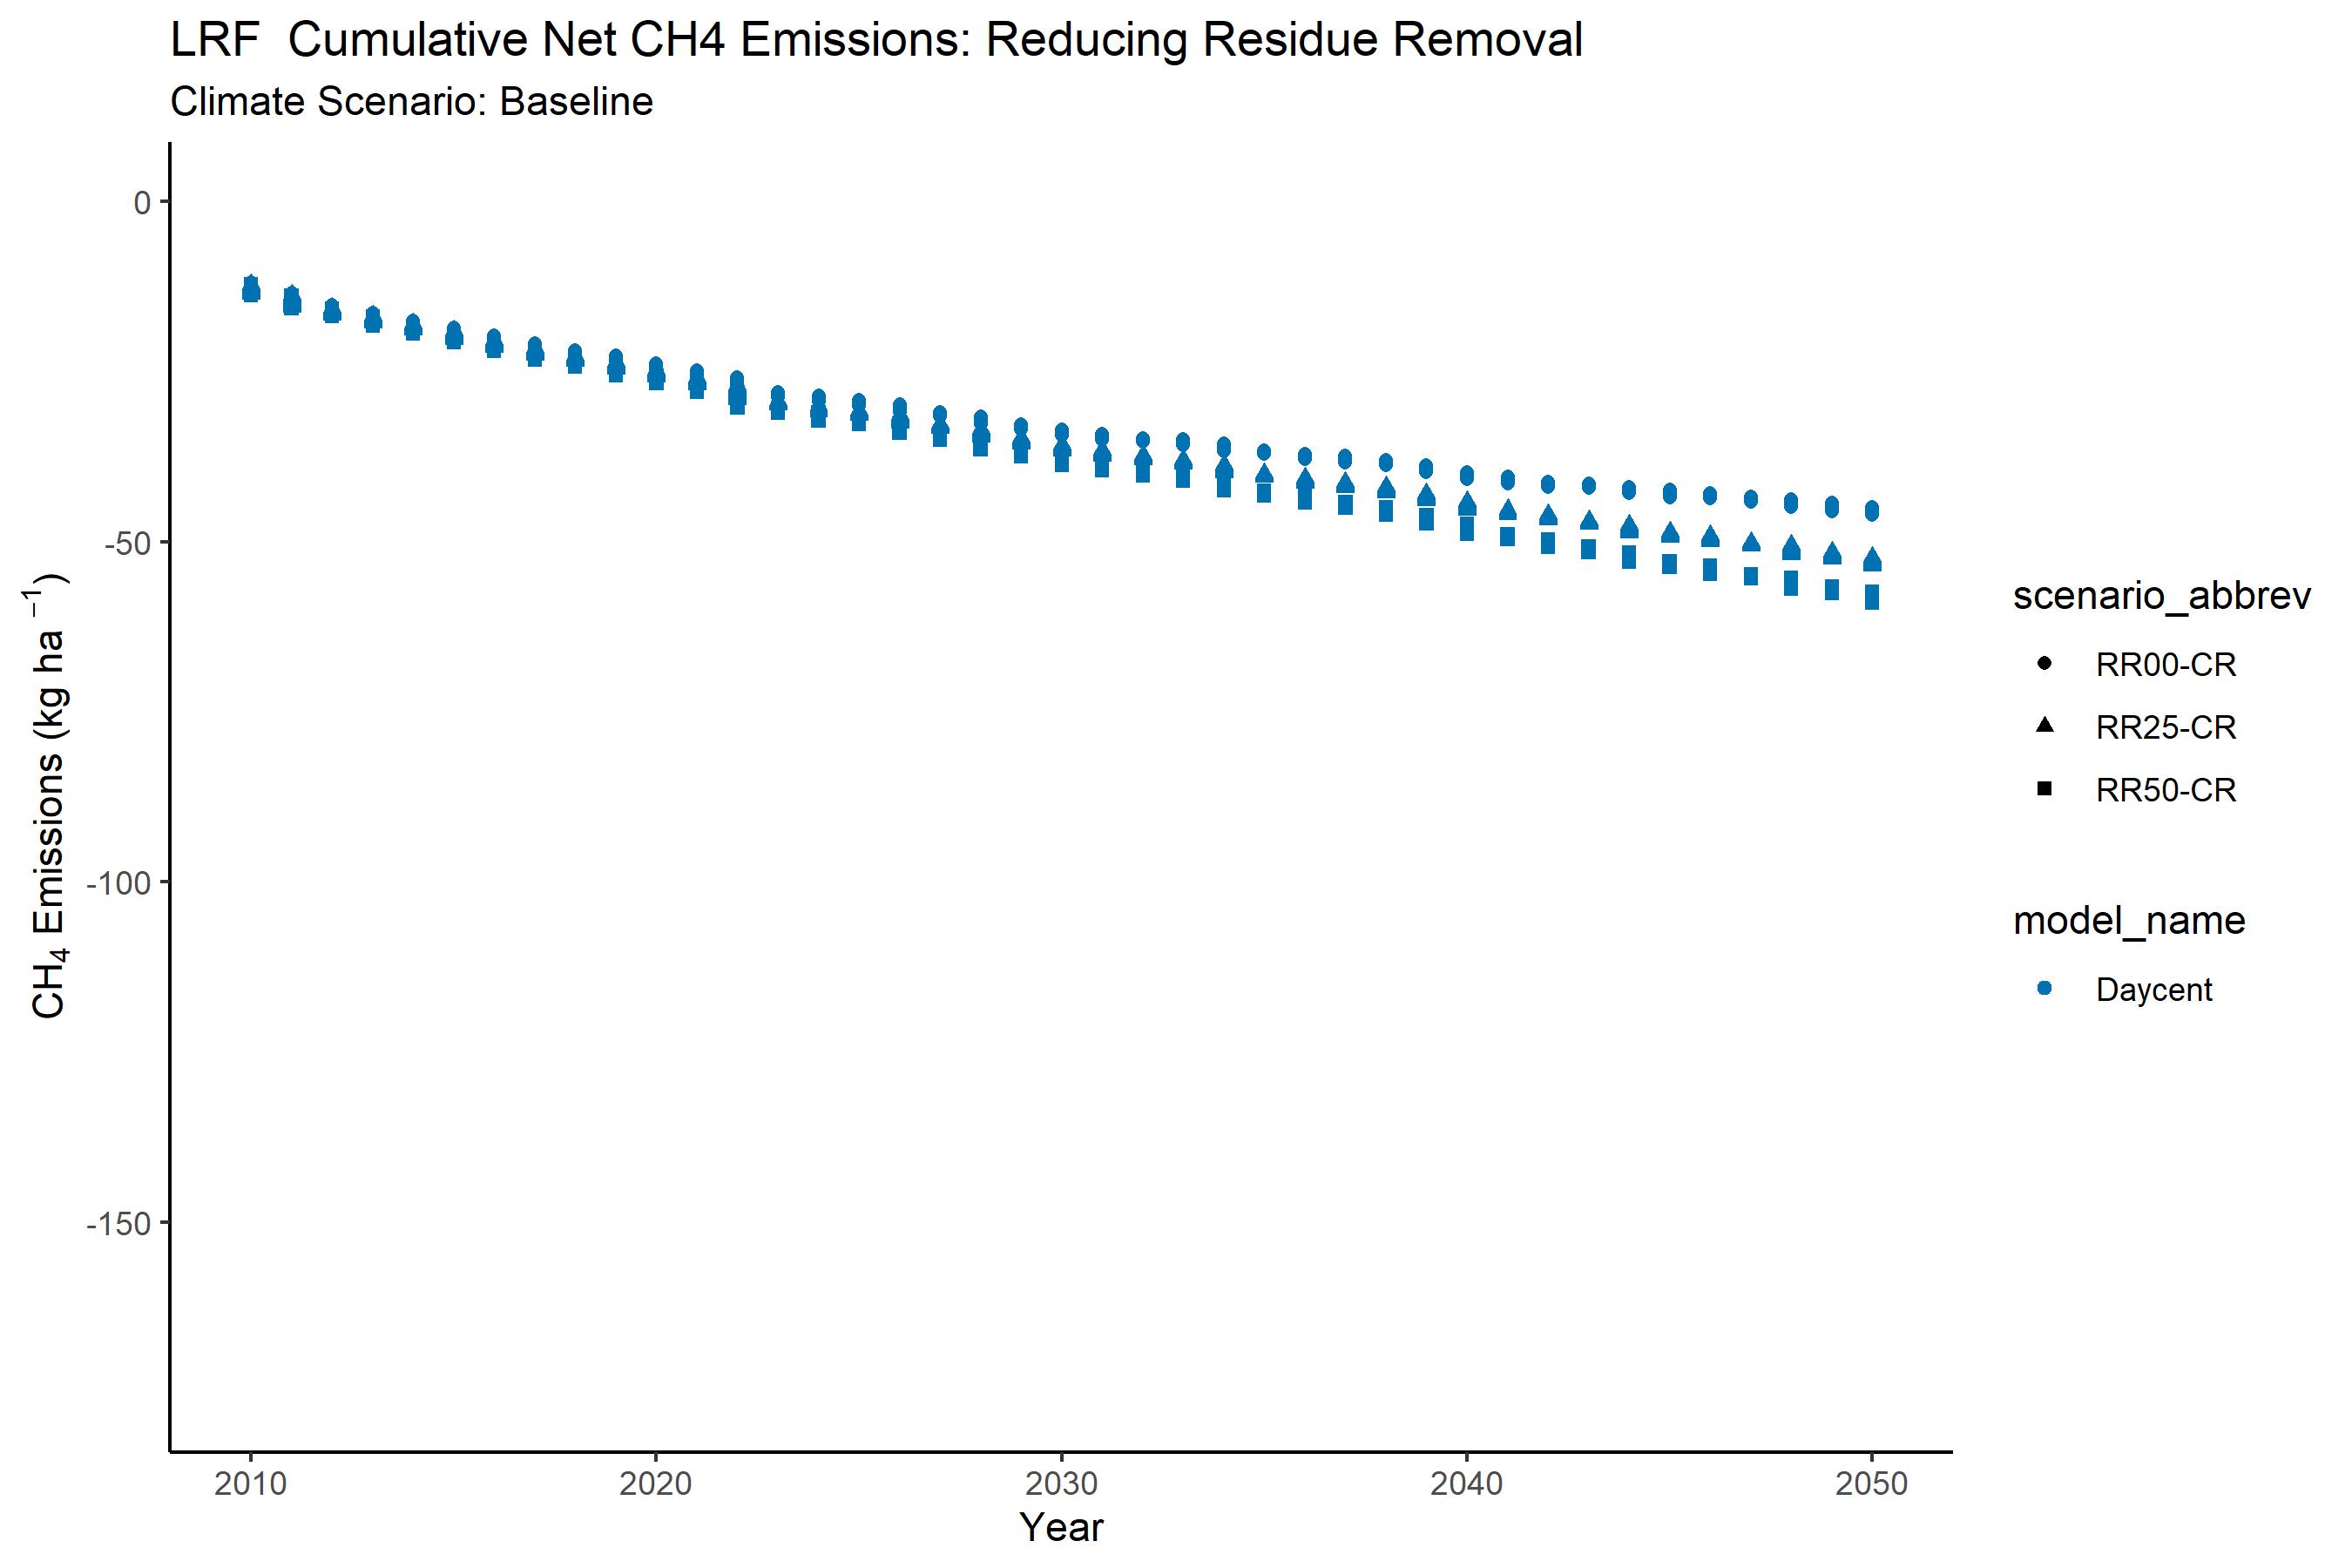 LRF  Cumulative Net CH4 Emissions: Reducing Residue Removal
Climate Scenario: Baseline
CH₄ Emissions (kg ha ⁻¹)
0
-50
-100
-150
2010
2020
2030
2040
2050
Year
scenario_abbrev
RR00-CR
RR25-CR
RR50-CR
model_name
Daycent